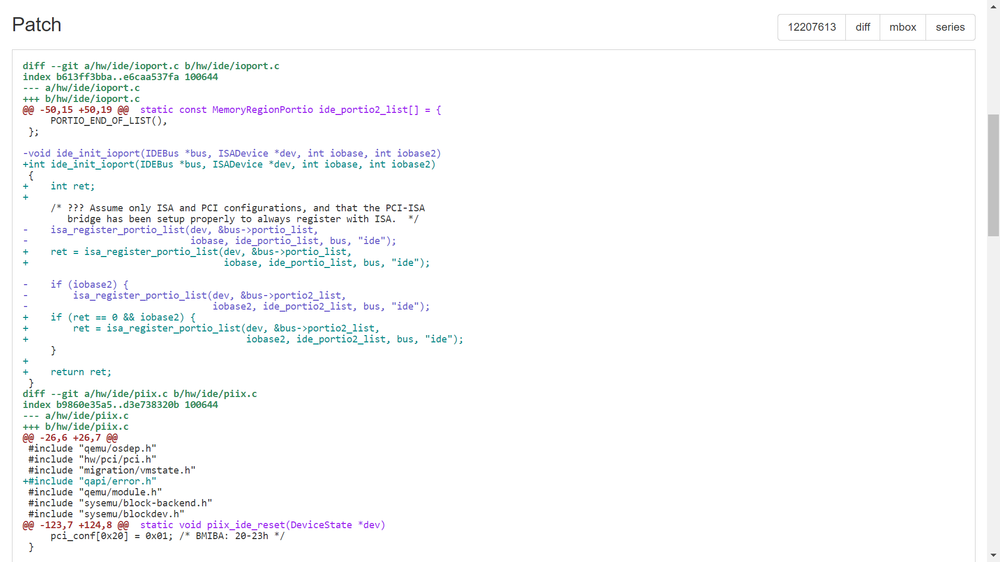 Patch
12207613 diff mbox series
diff --git a/hw/ide/ioport.c b/hw/ide/ioport.c
index b613ff3bba..e6caa537fa 100644
--- a/hw/ide/ioport.c
+++ b/hw/ide/ioport.c
@@ -50,15 +50,19 @@  static const MemoryRegionPortio ide_portio2_list[] = {
     PORTIO_END_OF_LIST(),
 };
-void ide_init_ioport(IDEBus *bus, ISADevice *dev, int iobase, int iobase2)
+int ide_init_ioport(IDEBus *bus, ISADevice *dev, int iobase, int iobase2)
 {
+    int ret;
+
     /* ??? Assume only ISA and PCI configurations, and that the PCI-ISA
        bridge has been setup properly to always register with ISA.  */
-    isa_register_portio_list(dev, &bus->portio_list,
-                             iobase, ide_portio_list, bus, "ide");
+    ret = isa_register_portio_list(dev, &bus->portio_list,
+                                   iobase, ide_portio_list, bus, "ide");
-    if (iobase2) {
-        isa_register_portio_list(dev, &bus->portio2_list,
-                                 iobase2, ide_portio2_list, bus, "ide");
+    if (ret == 0 && iobase2) {
+        ret = isa_register_portio_list(dev, &bus->portio2_list,
+                                       iobase2, ide_portio2_list, bus, "ide");
     }
+
+    return ret;
 }
diff --git a/hw/ide/piix.c b/hw/ide/piix.c
index b9860e35a5..d3e738320b 100644
--- a/hw/ide/piix.c
+++ b/hw/ide/piix.c
@@ -26,6 +26,7 @@
 #include "qemu/osdep.h"
 #include "hw/pci/pci.h"
 #include "migration/vmstate.h"
+#include "qapi/error.h"
 #include "qemu/module.h"
 #include "sysemu/block-backend.h"
 #include "sysemu/blockdev.h"
@@ -123,7 +124,8 @@  static void piix_ide_reset(DeviceState *dev)
     pci_conf[0x20] = 0x01; /* BMIBA: 20-23h */
 }